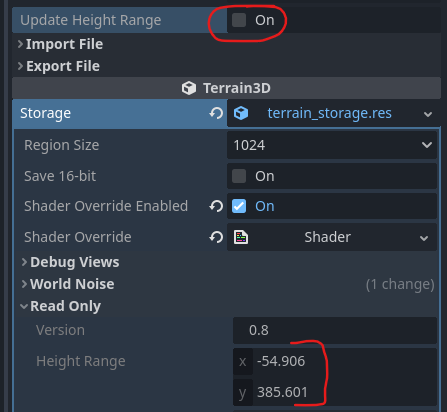 Update Height Range On
Import File
Export File
Terrain3D
Storage terrain_storage.res
Region Size 1024
Save 16-bit On
Shader Override Enabled On
Shader Override Shader
Debug Views
World Noise (1 change)
Read Only
Version 0.8
Height Range x -54.906
y 385.601